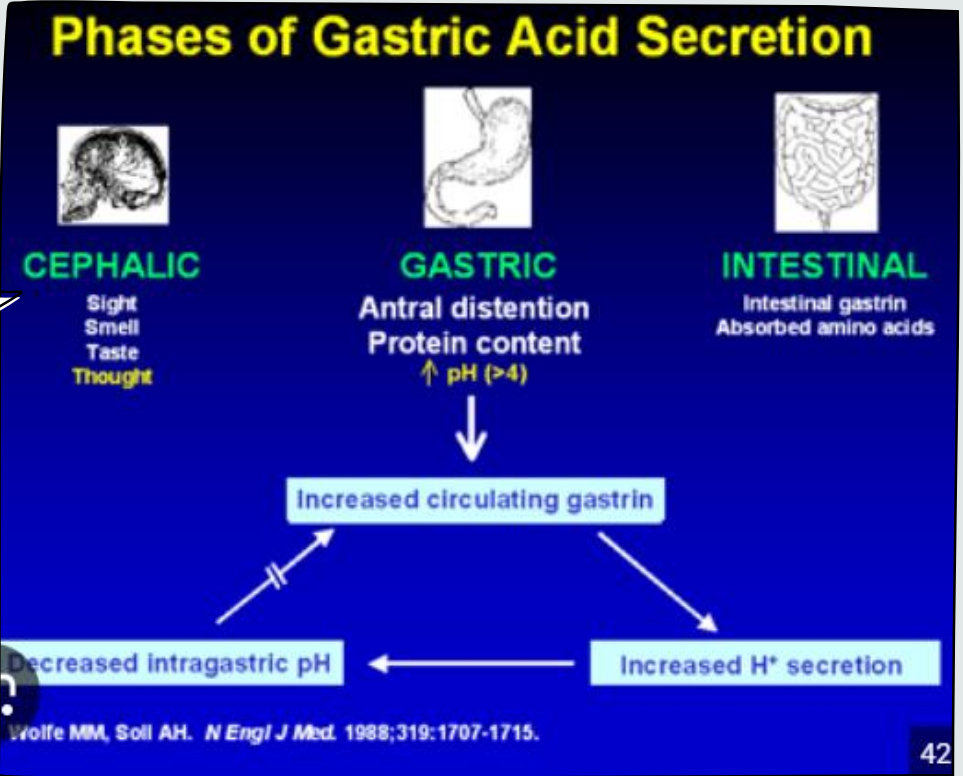 Phases of Gastric Acid Secretion
CEPHALIC
Sight
Smell
Taste
Thought
GASTRIC
Antral distention
Protein content
↑ pH (>4)
INTESTINAL
Intestinal gastrin
Absorbed amino acids
Increased circulating gastrin
Decreased intragastric pH
Increased H⁺ secretion
Wolfe MM, Soll AH. N Engl J Med. 1988;319:1707-1715.
42